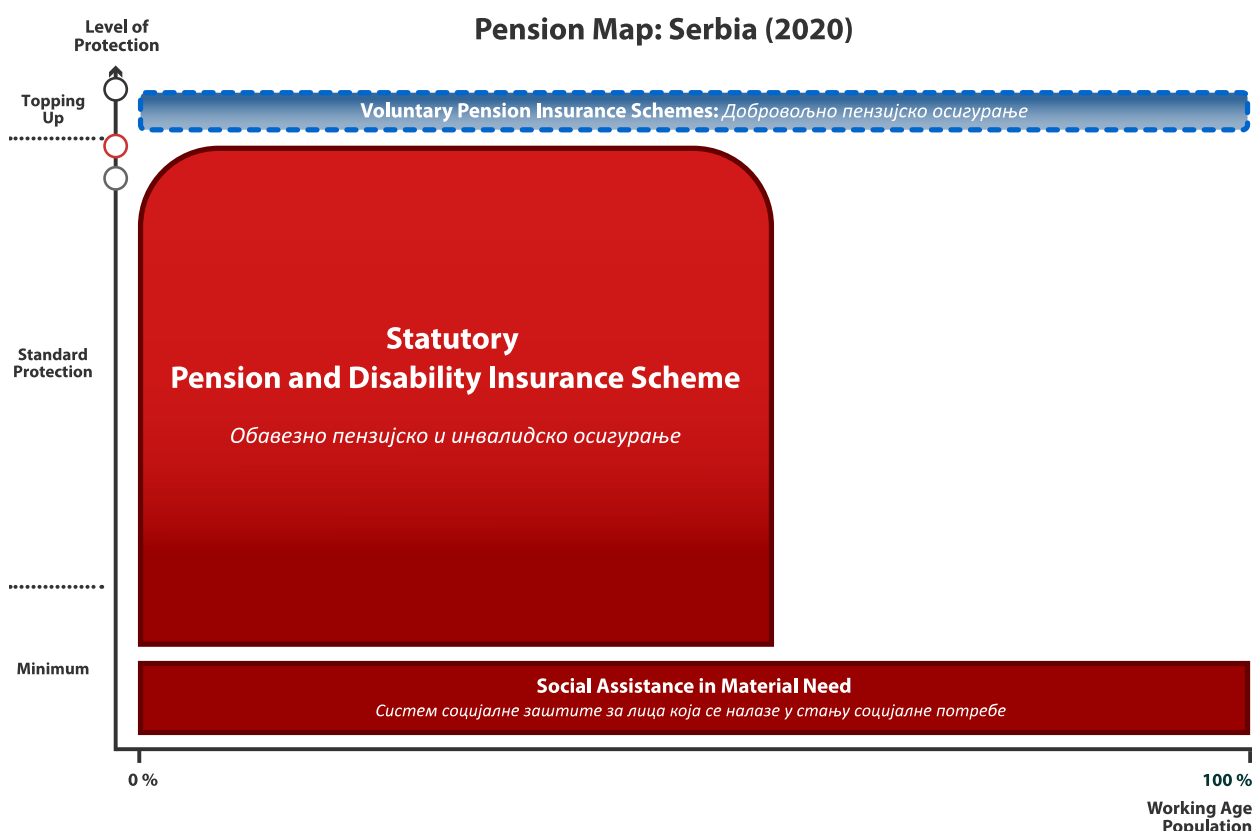 Pension Map: Serbia (2020)
Level of
Protection
Topping
Up
Voluntary Pension Insurance Schemes: Добровољно пензијско осигурање
Standard
Protection
Statutory
Pension and Disability Insurance Scheme
Обавезно пензијско и инвалидско осигурање
Minimum
Social Assistance in Material Need
Систем социјалне заштите за лица која се налазе у стању социјалне потребе
0 %
100 %
Working Age
Population